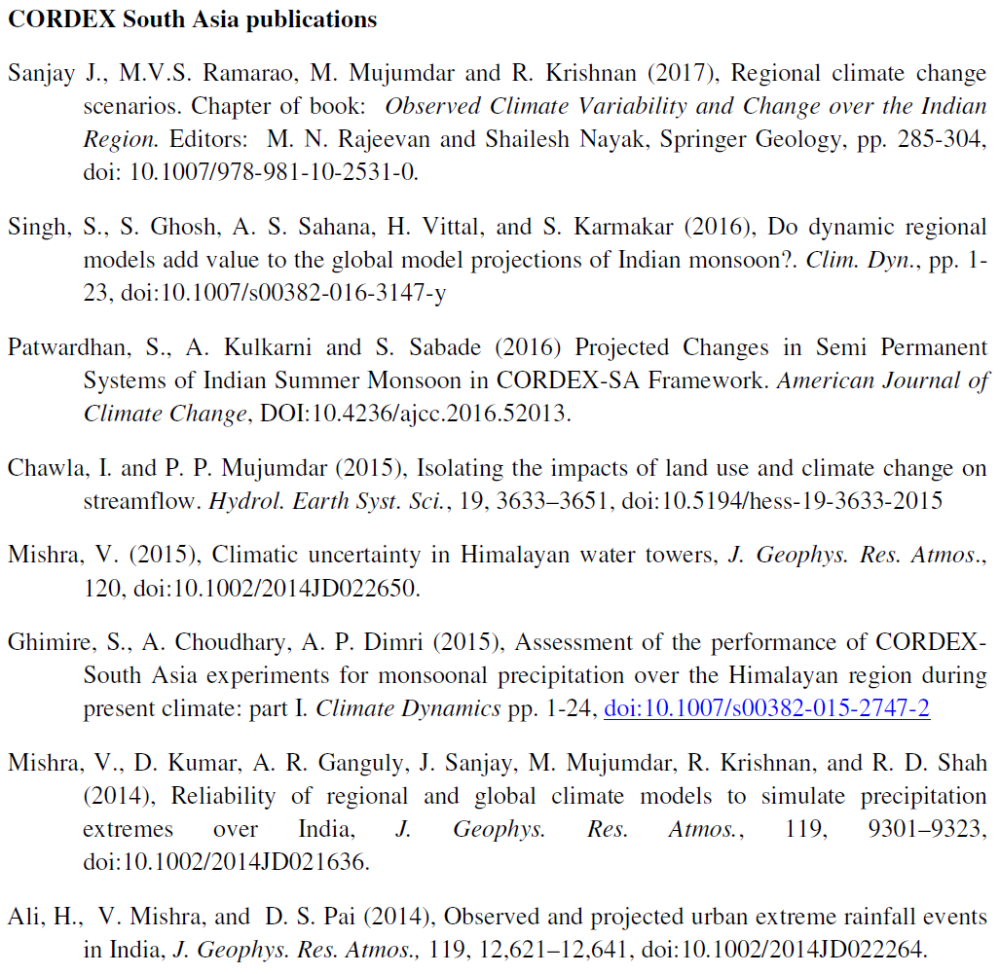 CORDEX South Asia publications
Sanjay J., M.V.S. Ramarao, M. Mujumdar and R. Krishnan (2017), Regional climate change
scenarios. Chapter of book: Observed Climate Variability and Change over the Indian
Region. Editors: M. N. Rajeevan and Shailesh Nayak, Springer Geology, pp. 285-304,
doi: 10.1007/978-981-10-2531-0.
Singh, S., S. Ghosh, A. S. Sahana, H. Vittal, and S. Karmakar (2016), Do dynamic regional
models add value to the global model projections of Indian monsoon?. Clim. Dyn., pp. 1-
23, doi:10.1007/s00382-016-3147-y
Patwardhan, S., A. Kulkarni and S. Sabade (2016) Projected Changes in Semi Permanent
Systems of Indian Summer Monsoon in CORDEX-SA Framework. American Journal of
Climate Change, DOI:10.4236/ajcc.2016.52013.
Chawla, I. and P. P. Mujumdar (2015), Isolating the impacts of land use and climate change on
streamflow. Hydrol. Earth Syst. Sci., 19, 3633–3651, doi:10.5194/hess-19-3633-2015
Mishra, V. (2015), Climatic uncertainty in Himalayan water towers, J. Geophys. Res. Atmos.,
120, doi:10.1002/2014JD022650.
Ghimire, S., A. Choudhary, A. P. Dimri (2015), Assessment of the performance of CORDEX-
South Asia experiments for monsoonal precipitation over the Himalayan region during
present climate: part I. Climate Dynamics pp. 1-24, doi:10.1007/s00382-015-2747-2
Mishra, V., D. Kumar, A. R. Ganguly, J. Sanjay, M. Mujumdar, R. Krishnan, and R. D. Shah
(2014), Reliability of regional and global climate models to simulate precipitation
extremes over India, J. Geophys. Res. Atmos., 119, 9301–9323,
doi:10.1002/2014JD021636.
Ali, H., V. Mishra, and D. S. Pai (2014), Observed and projected urban extreme rainfall events
in India, J. Geophys. Res. Atmos., 119, 12,621–12,641, doi:10.1002/2014JD022264.